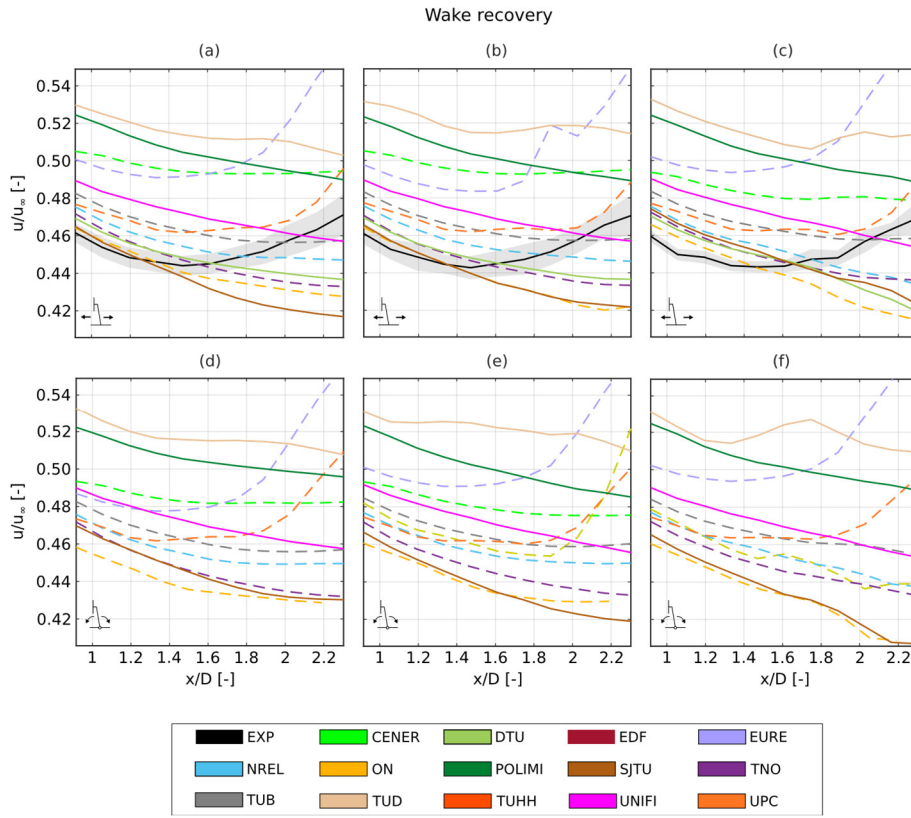 Wake recovery
(a) (b) (c)
0.54
0.52
0.50
0.48
0.46
0.44
0.42
u/u∞ [-]
(d) (e) (f)
0.54
0.52
0.50
0.48
0.46
0.44
0.42
u/u∞ [-]
1 1.2 1.4 1.6 1.8 2 2.2 1 1.2 1.4 1.6 1.8 2 2.2 1 1.2 1.4 1.6 1.8 2 2.2
x/D [-] x/D [-] x/D [-]
EXP CENER DTU EDF EURE
NREL ON POLIMI SJTU TNO
TUB TUD TUHH UNIFI UPC